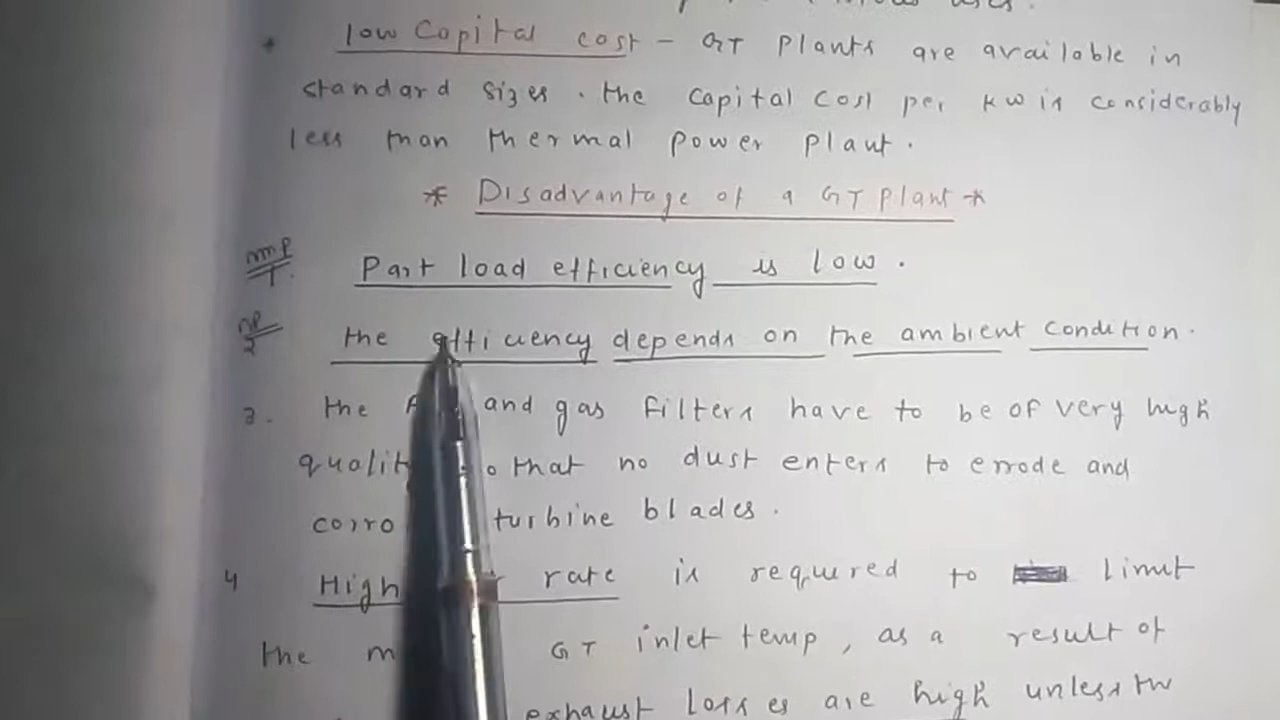 uses.
* low Capital cost - GT Plants are available in
standard sizes. the Capital Cost per kw is considerably
less than thermal power plant.
* Disadvantage of a GT Plant *
1. Part load efficiency is low.
2 the efficiency depends on the ambient condition.
3. the and gas filters have to be of very high
that no dust enters to errode and
turbine blades.
4 High rate is required to limit
the GT inlet temp, as a result of
exhaust losses are high unless the